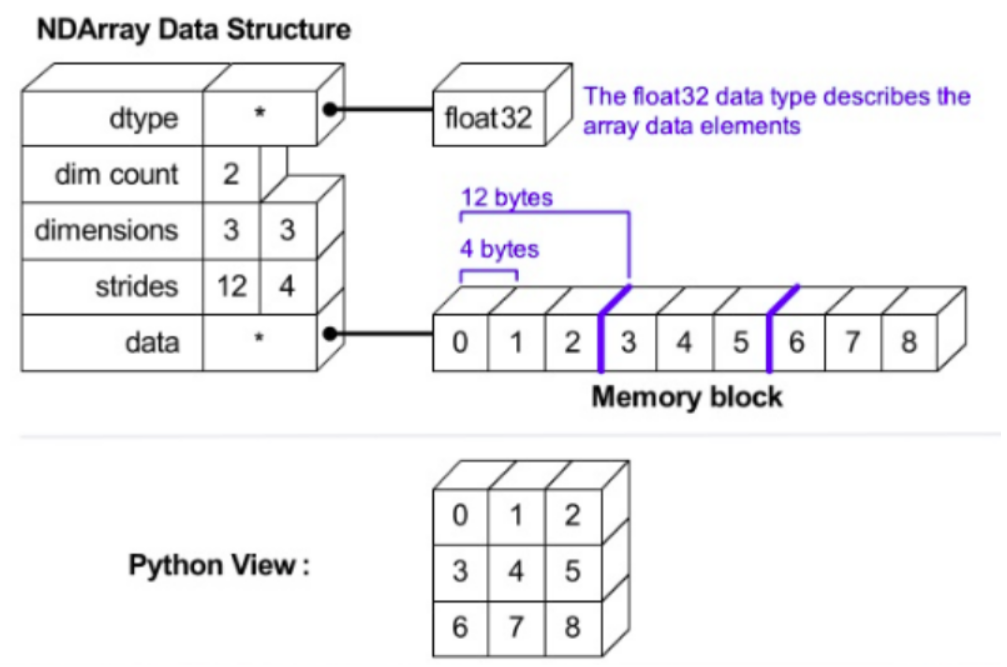 NDArray Data Structure
dtype * float32
The float32 data type describes the
array data elements
dim count 2
12 bytes
dimensions 3 3
4 bytes
strides 12 4
data * 0 1 2 3 4 5 6 7 8
Memory block
Python View :
0 1 2
3 4 5
6 7 8